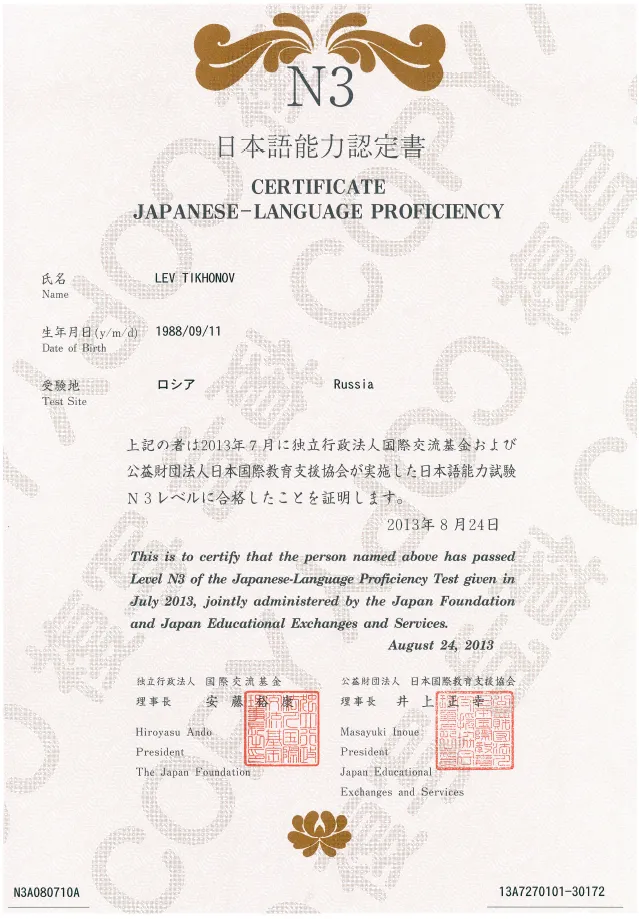 N3
日本語能力認定書
CERTIFICATE
JAPANESE-LANGUAGE PROFICIENCY
氏名 LEV TIKHONOV
Name
生年月日(y/m/d) 1988/09/11
Date of Birth
受験地 ロシア Russia
Test Site
上記の者は2013年7月に独立行政法人国際交流基金および
公益財団法人日本国際教育支援協会が実施した日本語能力試験
N3レベルに合格したことを証明します。
2013年8月24日
This is to certify that the person named above has passed
Level N3 of the Japanese-Language Proficiency Test given in
July 2013, jointly administered by the Japan Foundation
and Japan Educational Exchanges and Services.
August 24, 2013
独立行政法人 国際交流基金
理事長 安藤裕康
Hiroyasu Ando
President
The Japan Foundation
公益財団法人 日本国際教育支援協会
理事長 井上正幸
Masayuki Inoue
President
Japan Educational
Exchanges and Services
N3A080710A
13A7270101-30172
複写 COPY